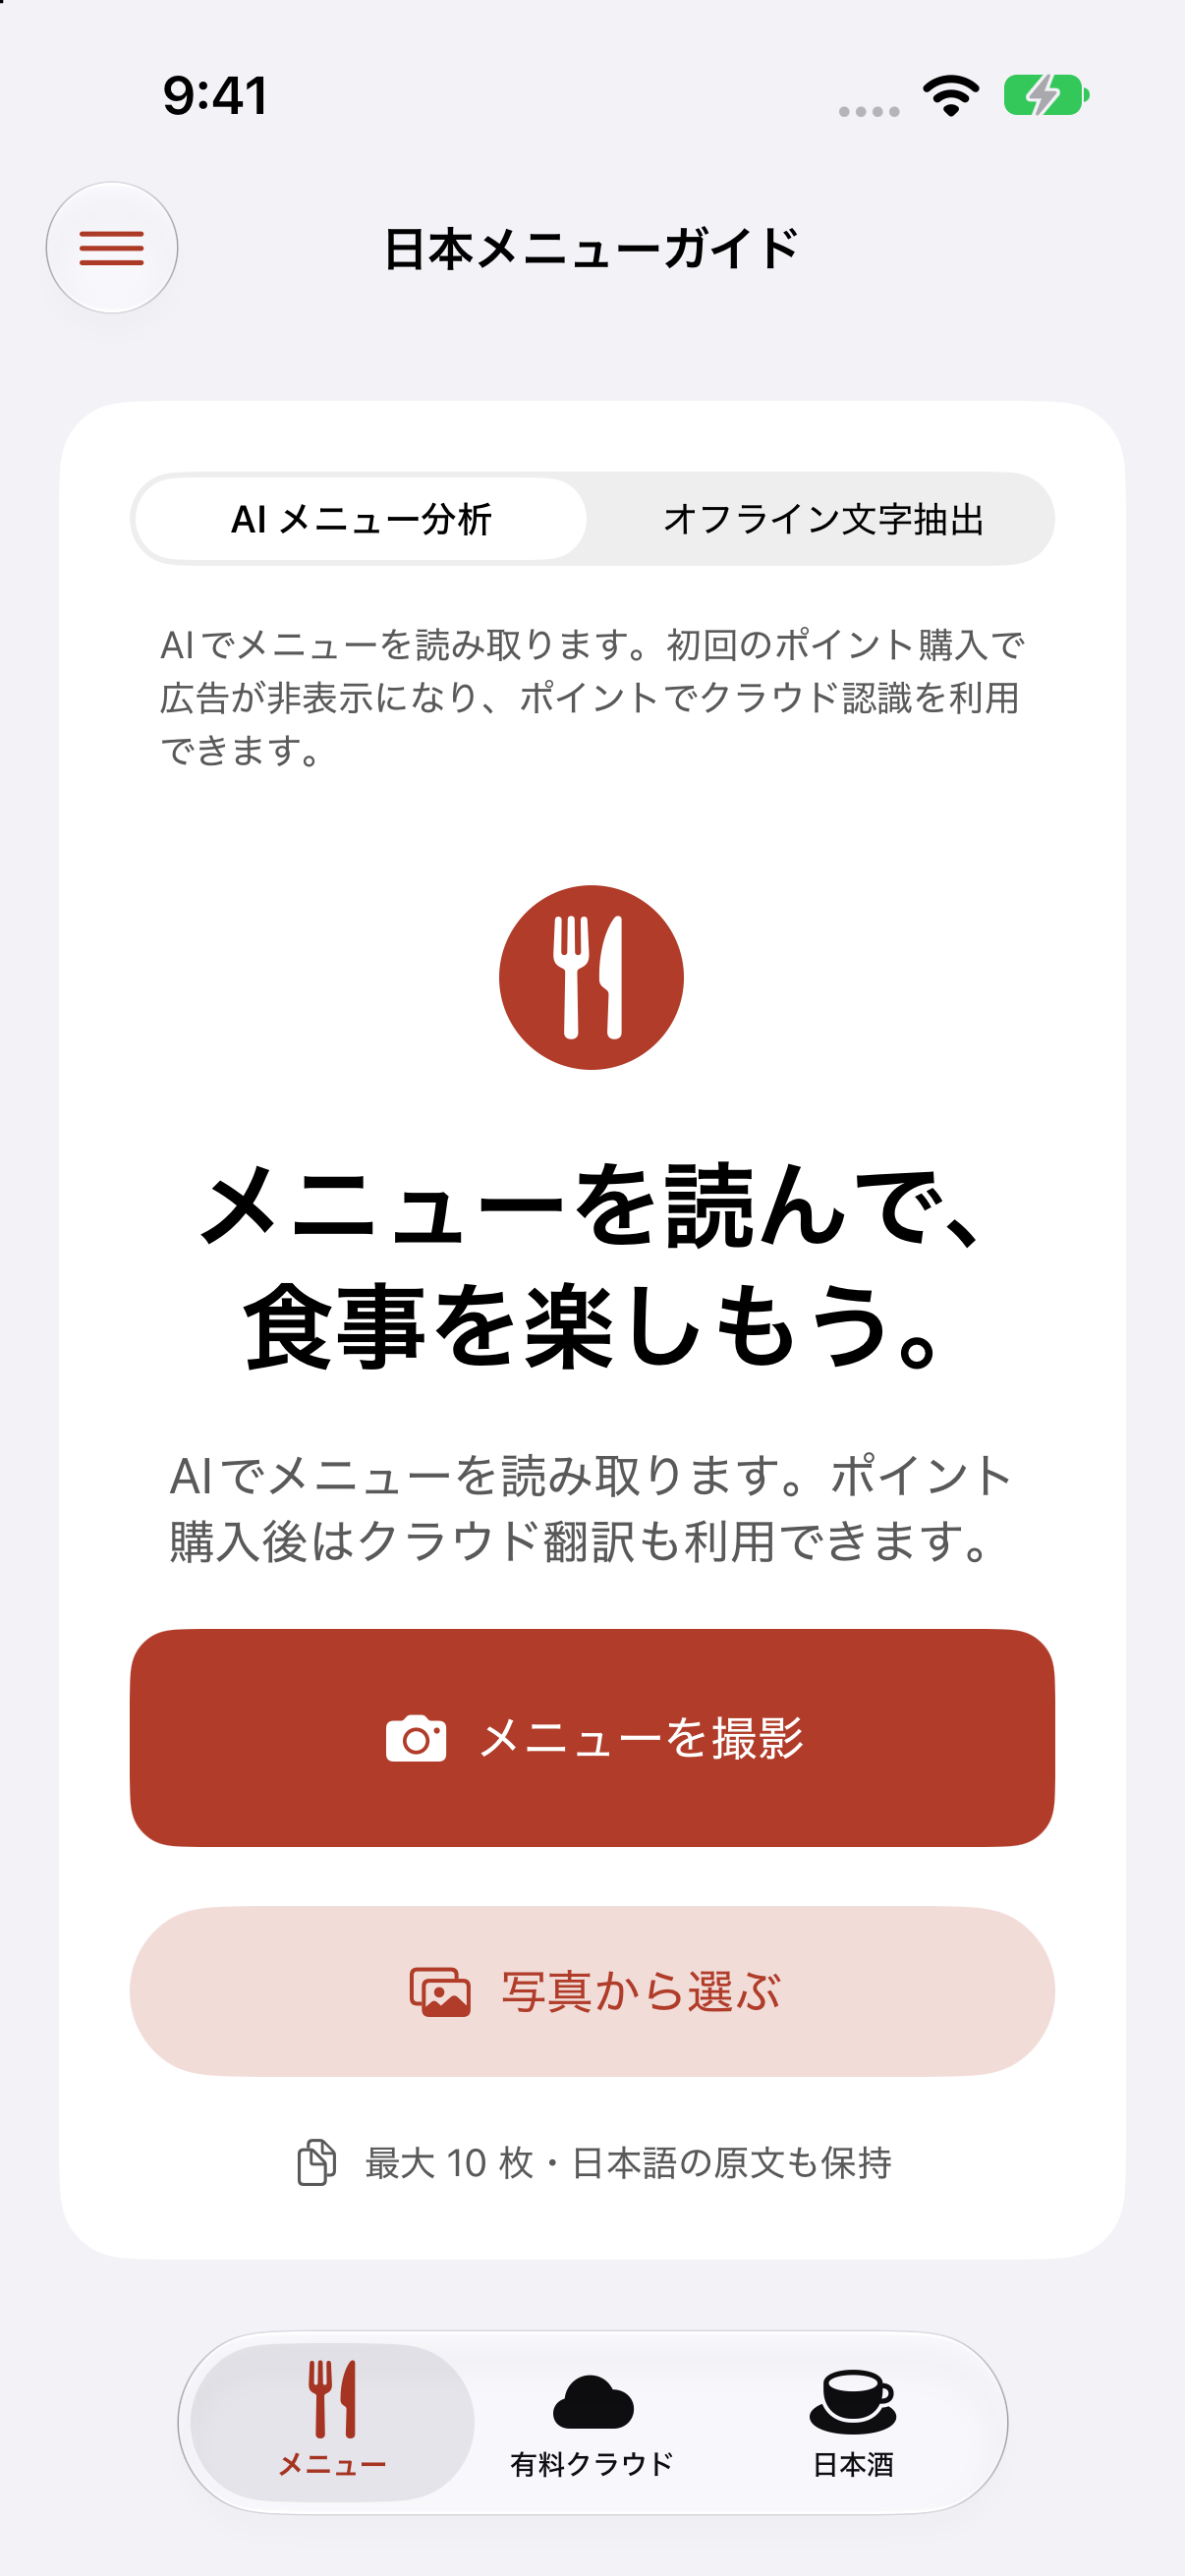 9:41
日本メニューガイド
AI メニュー分析
オフライン文字抽出
AIでメニューを読み取ります。初回のポイント購入で
広告が非表示になり、ポイントでクラウド認識を利用
できます。
メニューを読んで、
食事を楽しもう。
AIでメニューを読み取ります。ポイント
購入後はクラウド翻訳も利用できます。
メニューを撮影
写真から選ぶ
最大 10 枚・日本語の原文も保持
メニュー
有料クラウド
日本酒